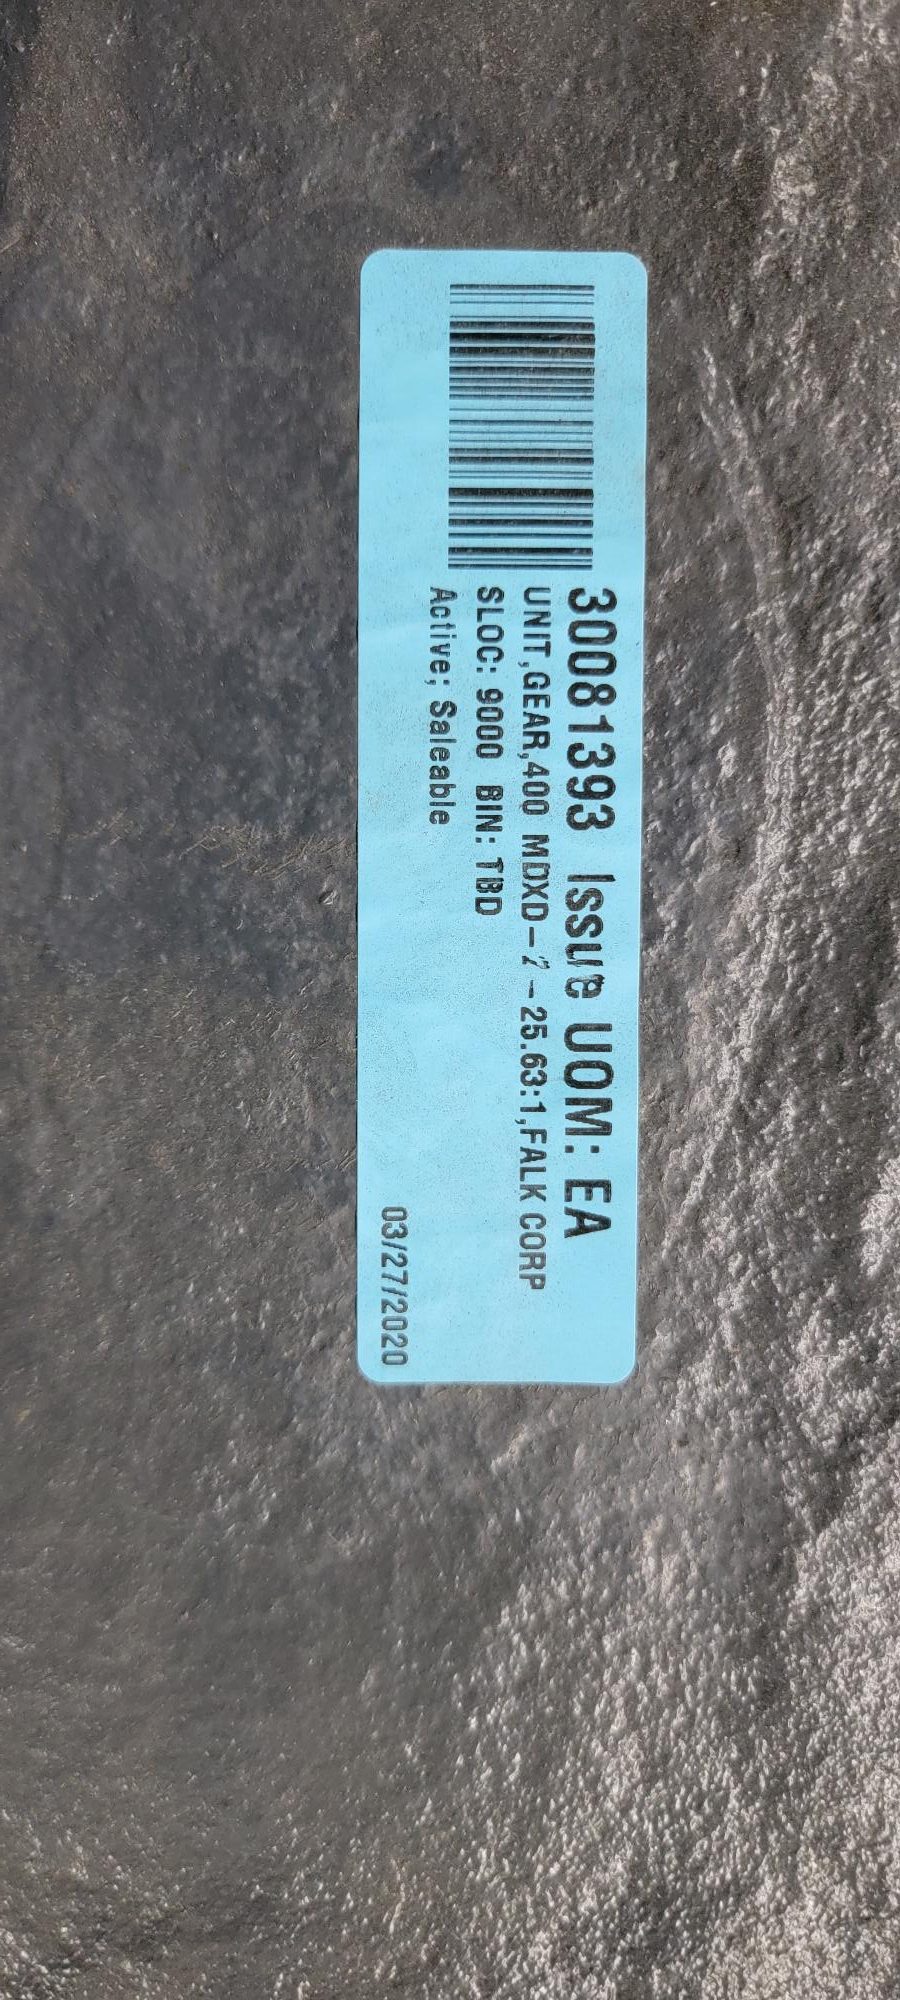 30081393 Issue UOM: EA
UNIT,GEAR,400 MDXD-2 -25.63:1,FALK CORP
SLOC: 9000 BIN: TBD
Active; Saleable
03/27/2020